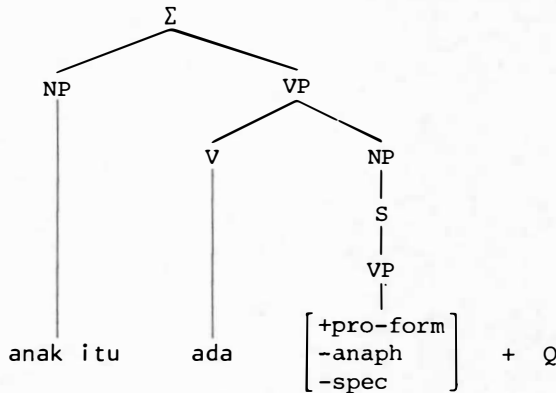 Σ
NP VP
V NP
S
VP
+pro-form
anak itu ada -anaph + Q
-spec